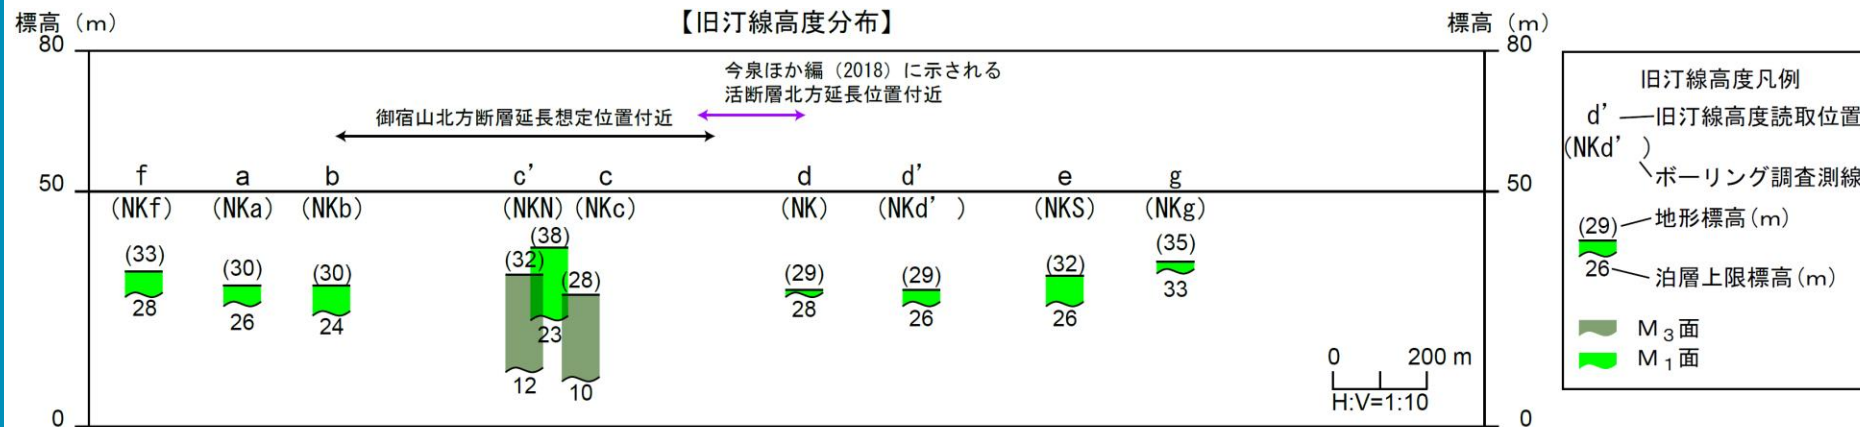 【旧汀線高度分布】
標高（m）
標高（m）
80
80
今泉ほか編（2018）に示される
活断層北方延長位置付近
御宿山北方断層延長想定位置付近
50
50
f
(NKf)
a
(NKa)
b
(NKb)
c’
(NKN)
c
(NKc)
d
(NK)
d’
(NKd’)
e
(NKS)
g
(NKg)
(33)
28
(30)
26
(30)
24
(32)
12
(38)
23
(28)
10
(29)
28
(29)
26
(32)
26
(35)
33
0 200 m
H:V=1:10
0
0
旧汀線高度凡例
d’ 旧汀線高度読取位置
(NKd’)
ボーリング調査測線
(29) 地形標高(m)
26 泊層上限標高(m)
M₃面
M₁面